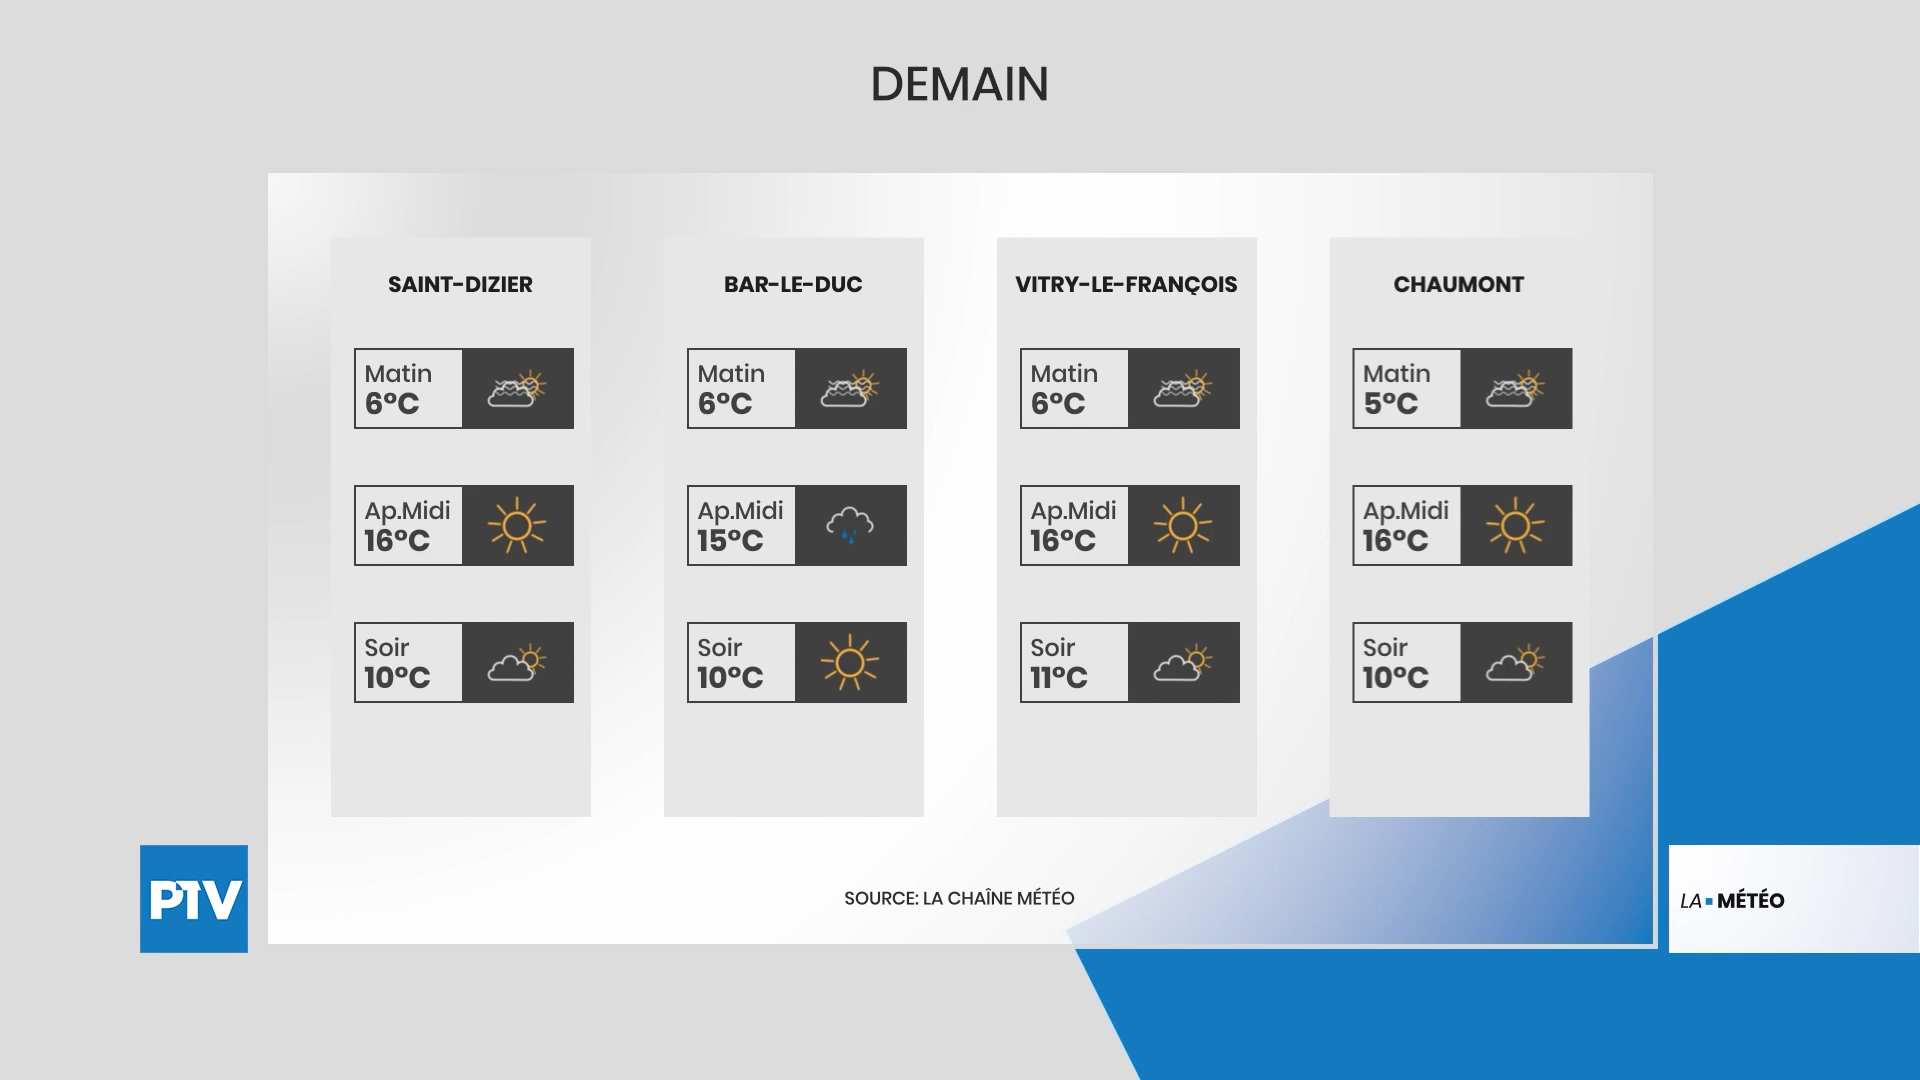 DEMAIN
SAINT-DIZIER
Matin
6°C
Ap.Midi
16°C
Soir
10°C
BAR-LE-DUC
Matin
6°C
Ap.Midi
15°C
Soir
10°C
VITRY-LE-FRANÇOIS
Matin
6°C
Ap.Midi
16°C
Soir
11°C
CHAUMONT
Matin
5°C
Ap.Midi
16°C
Soir
10°C
SOURCE: LA CHAÎNE MÉTÉO
PTV
LA MÉTÉO